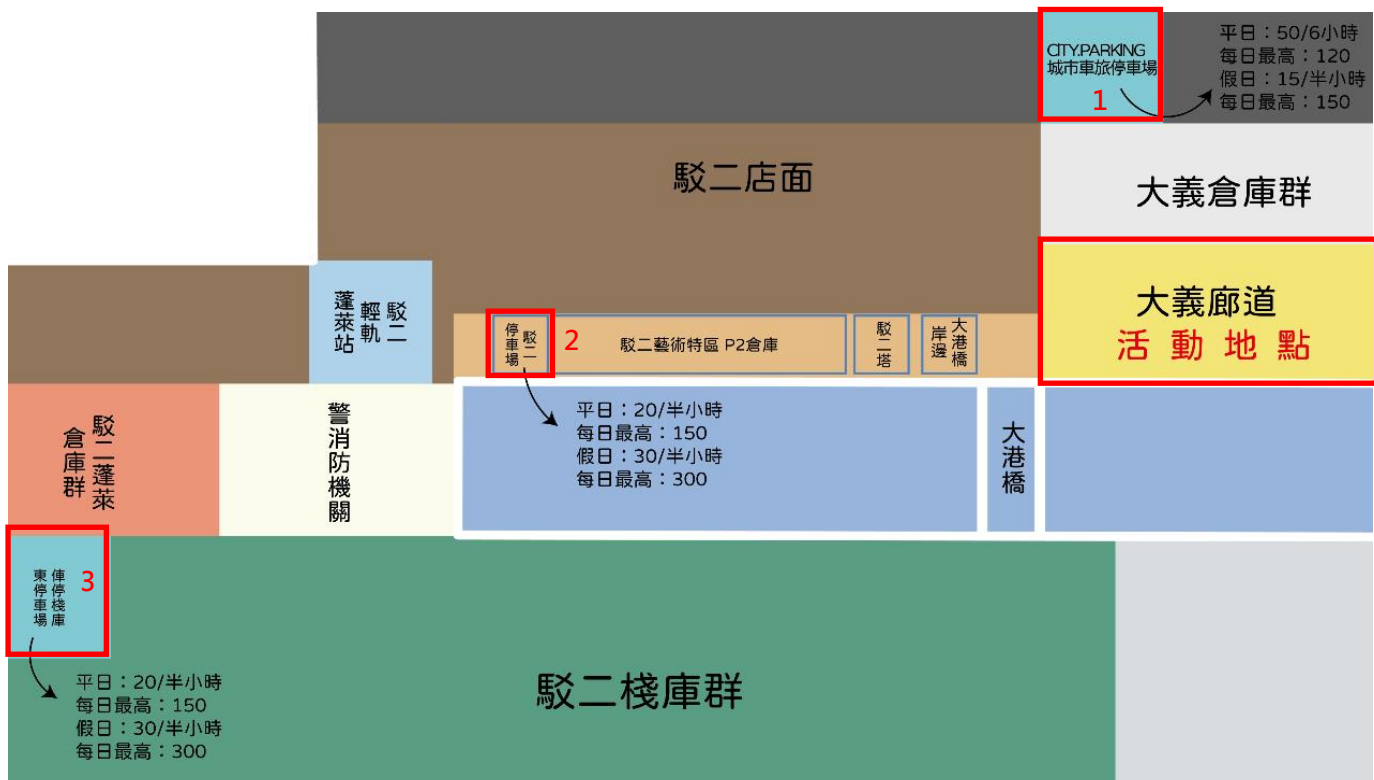 CITY.PARKING
城市車旅停車場
1
平日：50/6小時
每日最高：120
假日：15/半小時
每日最高：150
駁二店面
大義倉庫群
大義廊道
活動地點
駁二
輕軌
蓬萊站
駁二
停車場
2
駁二藝術特區 P2倉庫
駁二塔
大港橋
岸邊
平日：20/半小時
每日最高：150
假日：30/半小時
每日最高：300
大港橋
駁二蓬萊
倉庫群
警消防機關
俥停棧庫
東停車場
3
平日：20/半小時
每日最高：150
假日：30/半小時
每日最高：300
駁二棧庫群